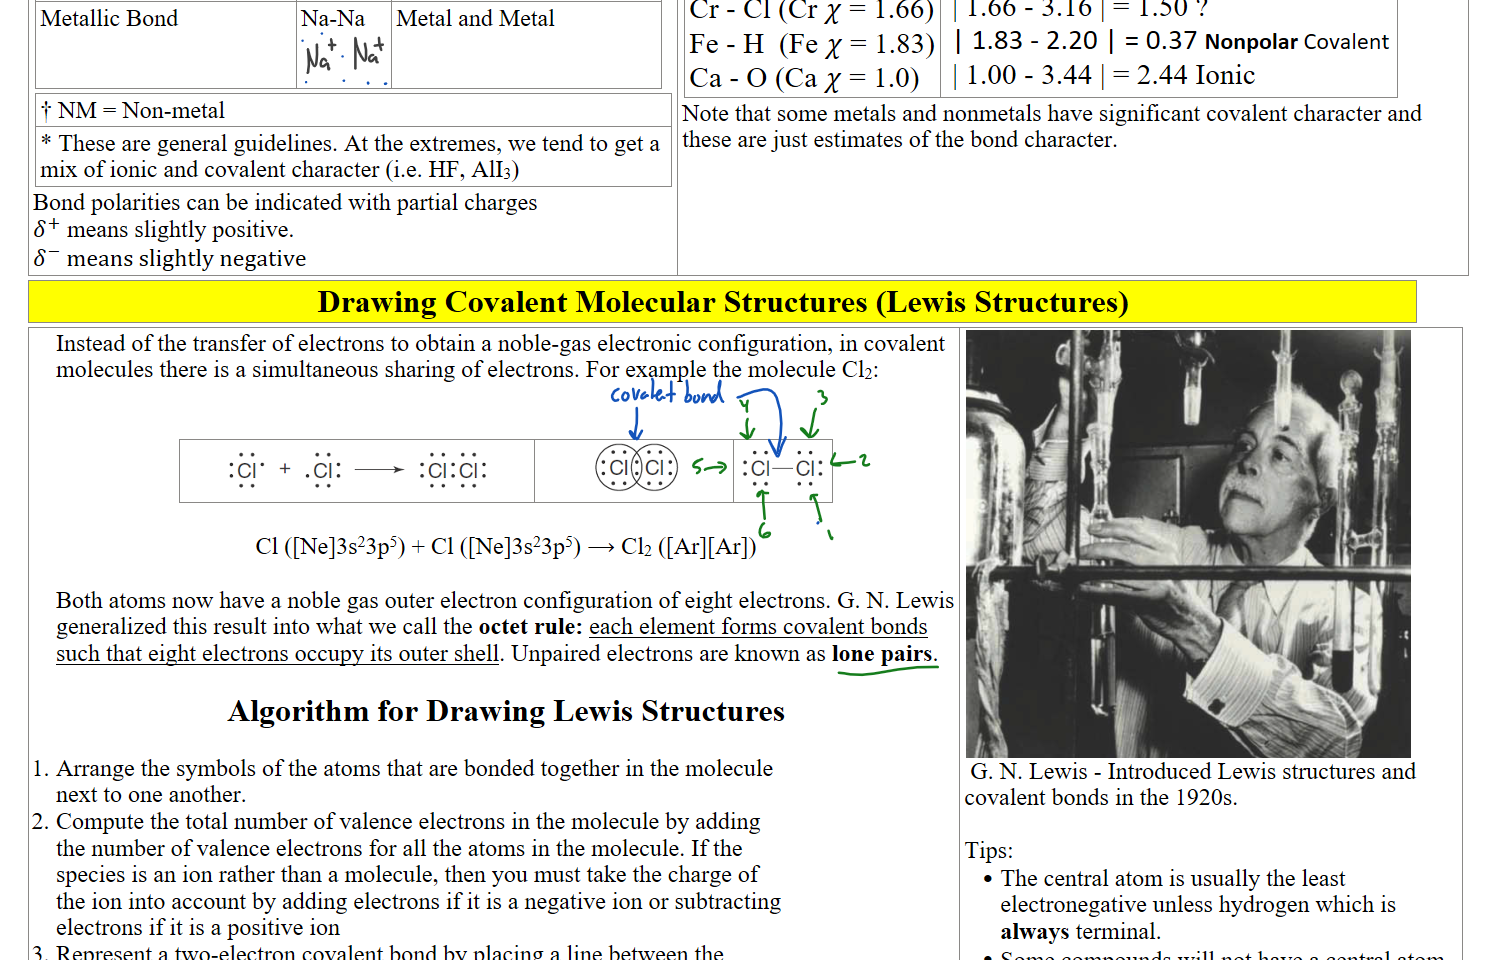 Metallic Bond
Na-Na
Metal and Metal
Na⁺ · Na⁺
† NM = Non-metal
* These are general guidelines. At the extremes, we tend to get a
mix of ionic and covalent character (i.e. HF, AlI₃)
Bond polarities can be indicated with partial charges
δ⁺ means slightly positive.
δ⁻ means slightly negative
Cr - Cl (Cr χ = 1.66) | 1.66 - 3.16 | = 1.50 ?
Fe - H (Fe χ = 1.83) | 1.83 - 2.20 | = 0.37 Nonpolar Covalent
Ca - O (Ca χ = 1.0) | 1.00 - 3.44 | = 2.44 Ionic
Note that some metals and nonmetals have significant covalent character and
these are just estimates of the bond character.
Drawing Covalent Molecular Structures (Lewis Structures)
Instead of the transfer of electrons to obtain a noble-gas electronic configuration, in covalent
molecules there is a simultaneous sharing of electrons. For example the molecule Cl₂:
covalet bond
4
3
:Cl· + .Cl: ⟶ :Cl:Cl:
:Cl:Cl:
5→
:Cl—Cl:
←2
6
1
Cl ([Ne]3s²3p⁵) + Cl ([Ne]3s²3p⁵) ⟶ Cl₂ ([Ar][Ar])
Both atoms now have a noble gas outer electron configuration of eight electrons. G. N. Lewis
generalized this result into what we call the octet rule: each element forms covalent bonds
such that eight electrons occupy its outer shell. Unpaired electrons are known as lone pairs.
Algorithm for Drawing Lewis Structures
1. Arrange the symbols of the atoms that are bonded together in the molecule
next to one another.
2. Compute the total number of valence electrons in the molecule by adding
the number of valence electrons for all the atoms in the molecule. If the
species is an ion rather than a molecule, then you must take the charge of
the ion into account by adding electrons if it is a negative ion or subtracting
electrons if it is a positive ion
3. Represent a two-electron covalent bond by placing a line between the
G. N. Lewis - Introduced Lewis structures and
covalent bonds in the 1920s.
Tips:
• The central atom is usually the least
electronegative unless hydrogen which is
always terminal.
• Some compounds will not have a central atom